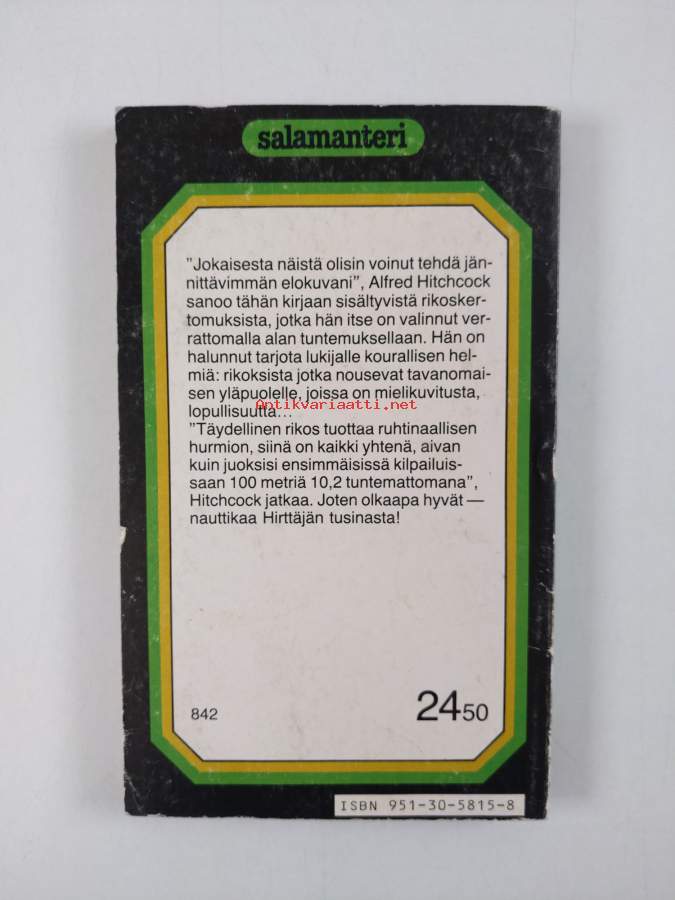 salamanteri
”Jokaisesta näistä olisin voinut tehdä jän-
nittävimmän elokuvani”, Alfred Hitchcock
sanoo tähän kirjaan sisältyvistä rikosker-
tomuksista, jotka hän itse on valinnut ver-
rattomalla alan tuntemuksellaan. Hän on
halunnut tarjota lukijalle kourallisen hel-
miä: rikoksista jotka nousevat tavanomai-
sen yläpuolelle, joissa on mielikuvitusta,
lopullisuutta...
Antikvariaatti.net
”Täydellinen rikos tuottaa ruhtinaallisen
hurmion, siinä on kaikki yhtenä, aivan
kuin juoksisi ensimmäisissä kilpailuis-
saan 100 metriä 10,2 tuntemattomana”,
Hitchcock jatkaa. Joten olkaapa hyvät —
nauttikaa Hirttäjän tusinasta!
842
2450
ISBN 951-30-5815-8